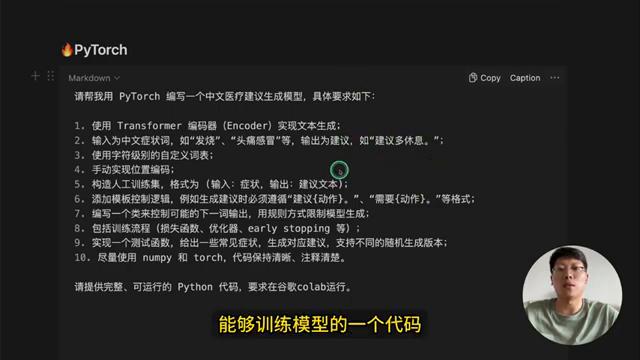 🔥PyTorch
Markdown
Copy Caption ...
请帮我用 PyTorch 编写一个中文医疗建议生成模型，具体要求如下：
1. 使用 Transformer 编码器（Encoder）实现文本生成；
2. 输入为中文症状词，如“发烧”、“头痛感冒”等，输出为建议，如“建议多休息。”；
3. 使用字符级别的自定义词表；
4. 手动实现位置编码；
5. 构造人工训练集，格式为（输入：症状，输出：建议文本）；
6. 添加模板控制逻辑，例如生成建议时必须遵循“建议{动作}。”、“需要{动作}。”等格式；
7. 编写一个类来控制可能的下一词输出，用规则方式限制模型生成；
8. 包括训练流程（损失函数、优化器、early stopping 等）；
9. 实现一个测试函数，给出一些常见症状，生成对应建议，支持不同的随机生成版本；
10. 尽量使用 numpy 和 torch，代码保持清晰、注释清楚。
请提供完整、可运行的 Python 代码，要求在谷歌colab运行。
能够训练模型的一个代码